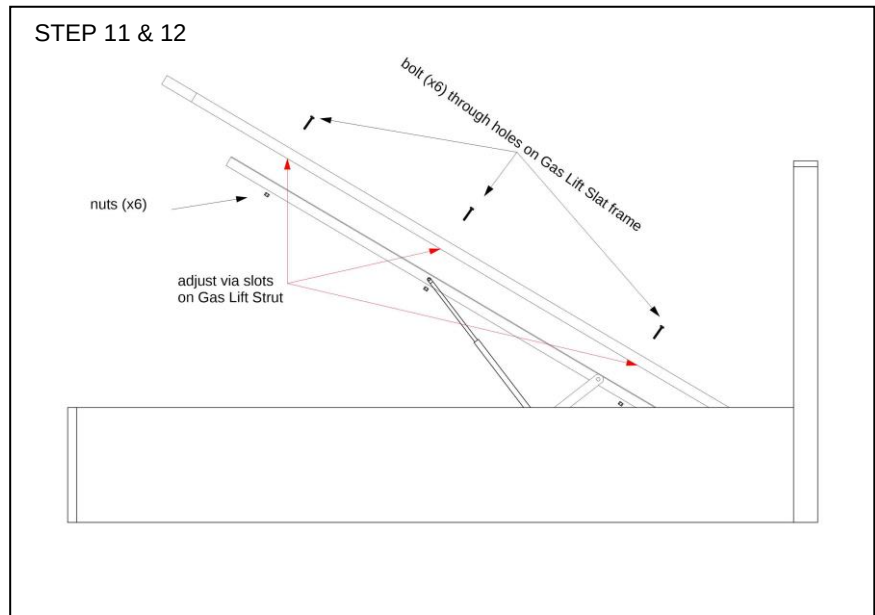 STEP 11 & 12
bolt (x6) through holes on Gas Lift Slat frame
nuts (x6)
adjust via slots
on Gas Lift Strut